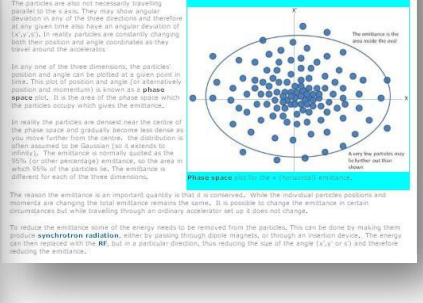 The particles are also not necessarily travelling
parallel to the s axis. They may show angular
deviation in any of the three directions and therefore
at any given time also have an angular deviation of
(x',y',s'). In reality particles are constantly changing
both their position and angle coordinates as they
travel around the accelerator.
In any one of the three dimensions, the particles'
position and angle can be plotted at a given point in
time. This plot of position and angle (or alternatively
position and momentum) is known as a phase
space plot. It is the area of the phase space which
the particles occupy which gives the emittance.
In reality the particles are densest near the centre of
the phase space and gradually become less dense as
you move further from the centre. the distribution is
often assumed to be Gaussian (so it extends to
infinity). The emittance is normally quoted as the
95% (or other percentage) emittance, so the area in
which 95% of the particles lie. The emittance is
different for each of the three dimensions.
x'
The emittance is the
area inside the oval
x
A very few particles may
be further out than
shown
Phase space plot for the x (horizontal) emittance.
The reason the emittance is an important quantity is that it is conserved. While the individual particles positions and
momenta are changing the total emittance remains the same. It is possible to change the emittance in certain
circumstances but while travelling through an ordinary accelerator set up it does not change.
To reduce the emittance some of the energy needs to be removed from the particles. This can be done by making them
produce synchrotron radiation, either by passing through dipole magnets, or through an insertion device. The energy
can then replaced with the RF, but in a particular direction, thus reducing the size of the angle (x',y' or s') and therefore
reducing the emittance.